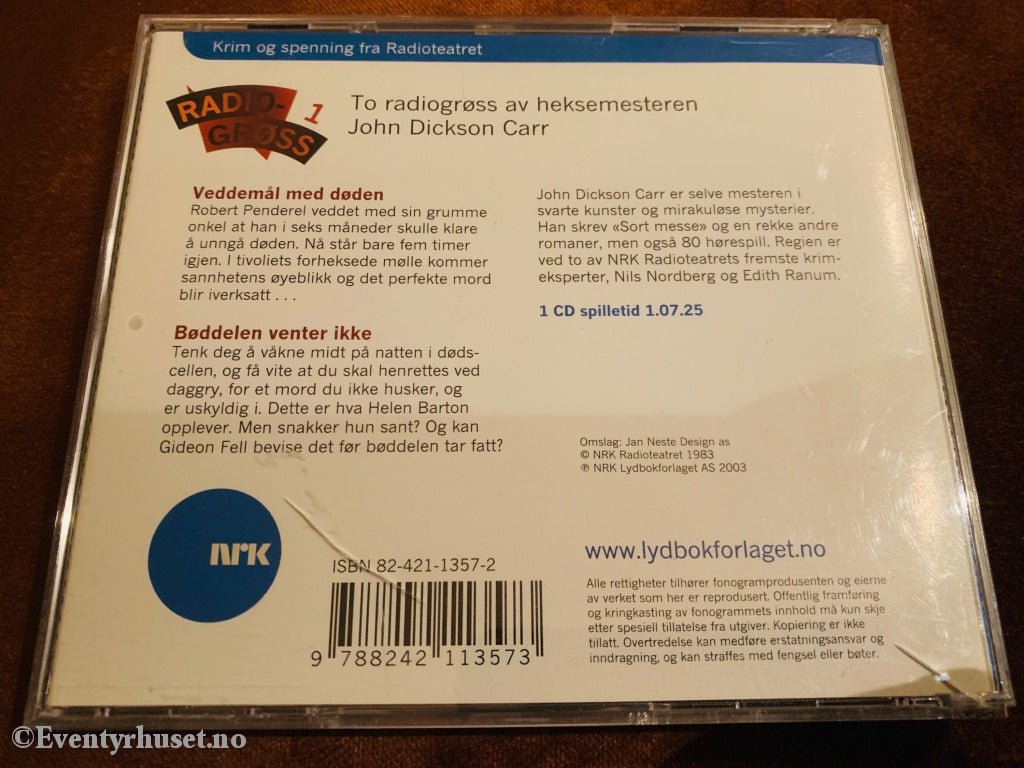 Krim og spenning fra Radioteatret
RADIO-
GRØSS
1
To radiogrøss av heksemesteren
John Dickson Carr
Veddemål med døden
Robert Penderel veddet med sin grumme
onkel at han i seks måneder skulle klare
å unngå døden. Nå står bare fem timer
igjen. I tivoliets forheksede mølle kommer
sannhetens øyeblikk og det perfekte mord
blir iverksatt . . .
Bøddelen venter ikke
Tenk deg å våkne midt på natten i døds-
cellen, og få vite at du skal henrettes ved
daggry, for et mord du ikke husker, og
er uskyldig i. Dette er hva Helen Barton
opplever. Men snakker hun sant? Og kan
Gideon Fell bevise det før bøddelen tar fatt?
John Dickson Carr er selve mesteren i
svarte kunster og mirakuløse mysterier.
Han skrev «Sort messe» og en rekke andre
romaner, men også 80 hørespill. Regien er
ved to av NRK Radioteatrets fremste krim-
eksperter, Nils Nordberg og Edith Ranum.
1 CD spilletid 1.07.25
Omslag: Jan Neste Design as
© NRK Radioteatret 1983
℗ NRK Lydbokforlaget AS 2003
NRK
ISBN 82-421-1357-2
9 788242 113573
www.lydbokforlaget.no
Alle rettigheter tilhører fonogramprodusenten og eierne
av verket som her er reprodusert. Offentlig framføring
og kringkasting av fonogrammets innhold må kun skje
etter spesiell tillatelse fra utgiver. Kopiering er ikke
tillatt. Overtredelse kan medføre erstatningsansvar og
inndragning, og kan straffes med fengsel eller bøter.
©Eventyrhuset.no